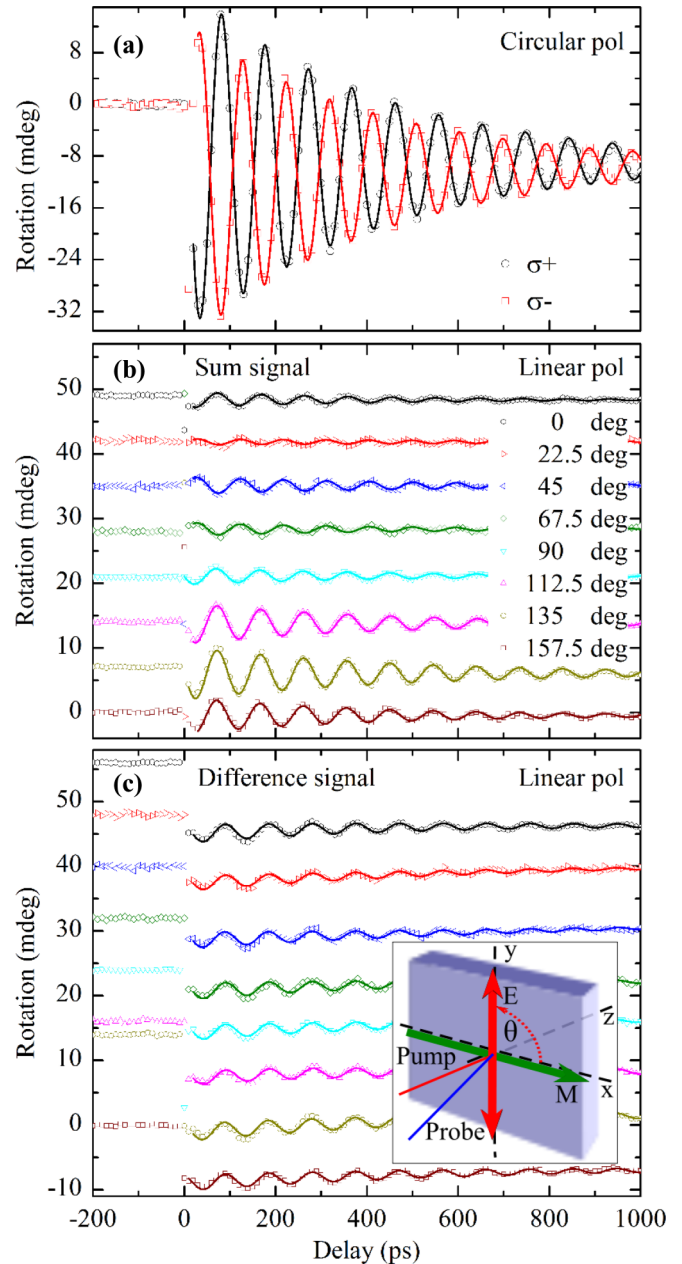 (a)
Circular pol
8
0
-8
-16
-24
-32
Rotation (mdeg)
σ+
σ-
(b)
Sum signal
Linear pol
50
40
30
20
10
0
Rotation (mdeg)
0 deg
22.5 deg
45 deg
67.5 deg
90 deg
112.5 deg
135 deg
157.5 deg
(c)
Difference signal
Linear pol
50
40
30
20
10
0
-10
Rotation (mdeg)
y
E
z
θ
Pump
x
M
Probe
-200 0 200 400 600 800 1000
Delay (ps)